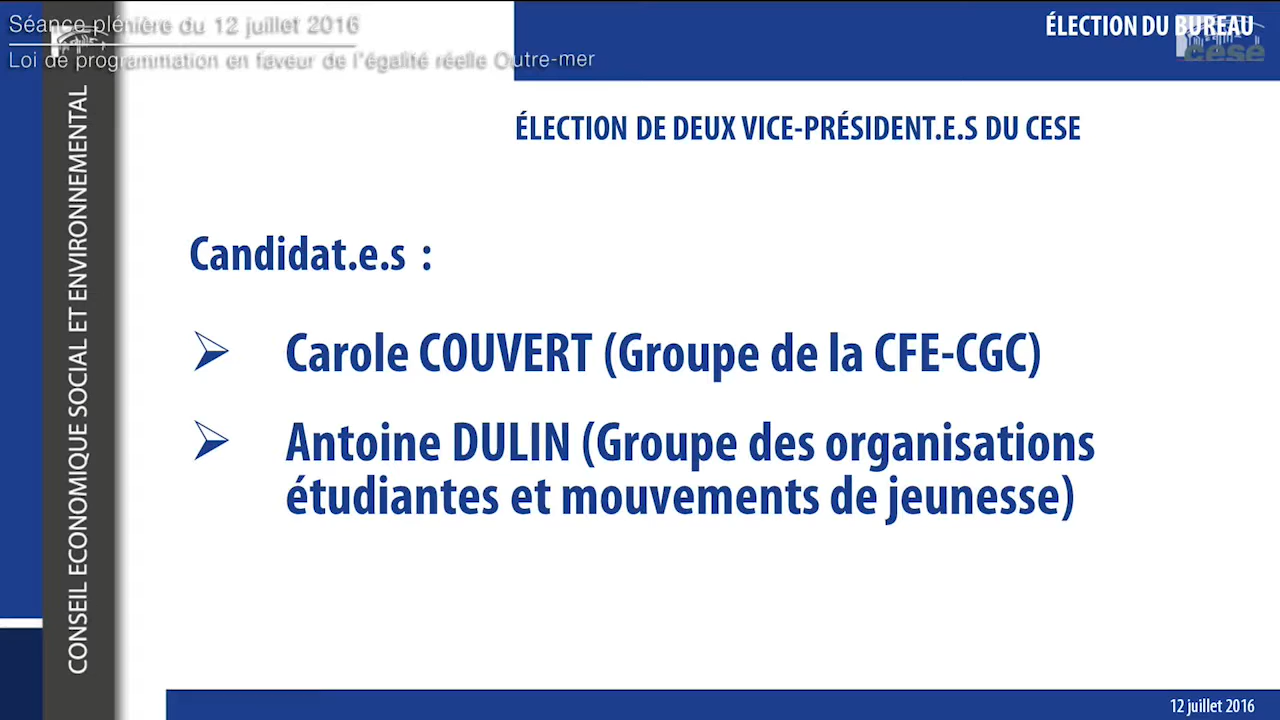 Séance plénière du 12 juillet 2016
Loi de programmation en faveur de l'égalité réelle Outre-mer
ÉLECTION DU BUREAU
cese
CONSEIL ECONOMIQUE SOCIAL ET ENVIRONNEMENTAL
ÉLECTION DE DEUX VICE-PRÉSIDENT.E.S DU CESE
Candidat.e.s :
Carole COUVERT (Groupe de la CFE-CGC)
Antoine DULIN (Groupe des organisations
étudiantes et mouvements de jeunesse)
12 juillet 2016